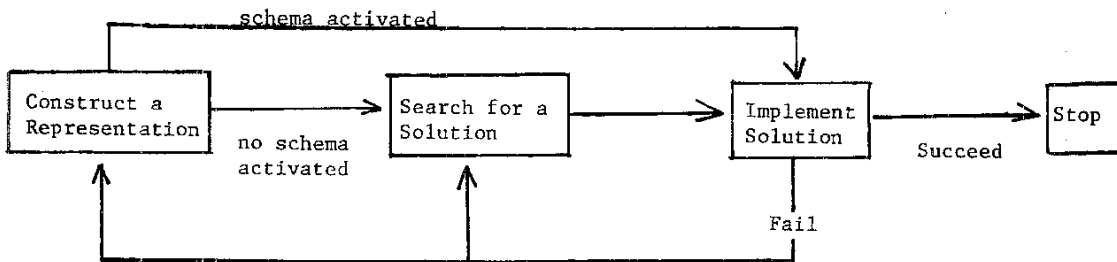 schema activated
Construct a
Representation
no schema
activated
Search for a
Solution
Implement
Solution
Succeed
Stop
Fail